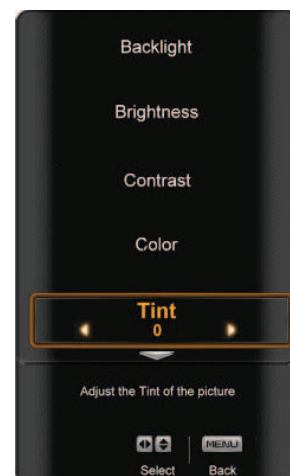 Backlight
Brightness
Contrast
Color
Tint
0
Adjust the Tint of the picture
MENU
Select Back